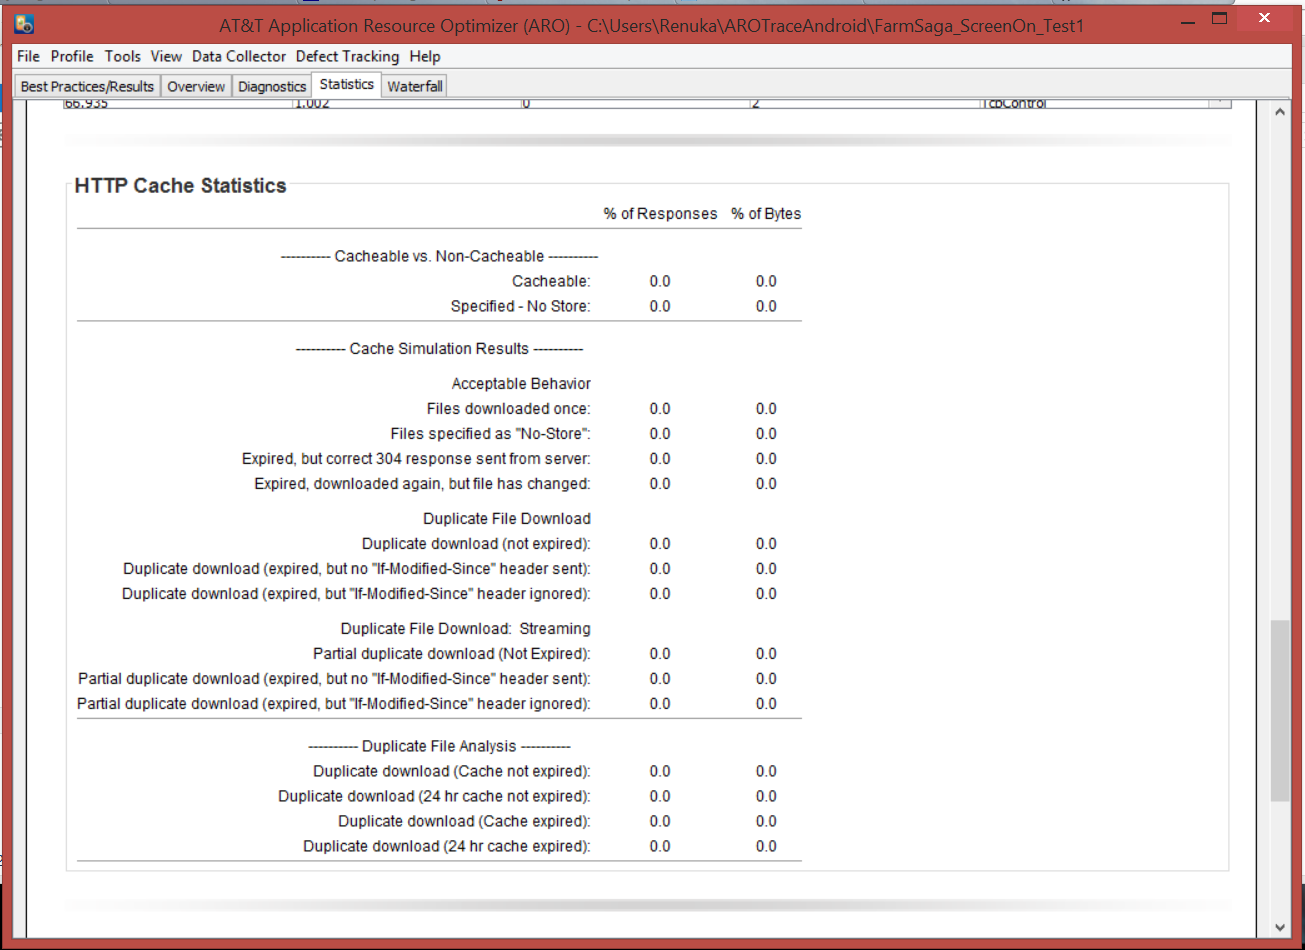 AT&T Application Resource Optimizer (ARO) - C:\Users\Renuka\AROTraceAndroid\FarmSaga_ScreenOn_Test1
File Profile Tools View Data Collector Defect Tracking Help
Best Practices/Results Overview Diagnostics Statistics Waterfall
66.935 1.002 0 2 TcpControl
HTTP Cache Statistics
% of Responses % of Bytes
---------- Cacheable vs. Non-Cacheable ----------
Cacheable: 0.0 0.0
Specified - No Store: 0.0 0.0
---------- Cache Simulation Results ----------
Acceptable Behavior
Files downloaded once: 0.0 0.0
Files specified as "No-Store": 0.0 0.0
Expired, but correct 304 response sent from server: 0.0 0.0
Expired, downloaded again, but file has changed: 0.0 0.0
Duplicate File Download
Duplicate download (not expired): 0.0 0.0
Duplicate download (expired, but no "If-Modified-Since" header sent): 0.0 0.0
Duplicate download (expired, but "If-Modified-Since" header ignored): 0.0 0.0
Duplicate File Download: Streaming
Partial duplicate download (Not Expired): 0.0 0.0
Partial duplicate download (expired, but no "If-Modified-Since" header sent): 0.0 0.0
Partial duplicate download (expired, but "If-Modified-Since" header ignored): 0.0 0.0
---------- Duplicate File Analysis ----------
Duplicate download (Cache not expired): 0.0 0.0
Duplicate download (24 hr cache not expired): 0.0 0.0
Duplicate download (Cache expired): 0.0 0.0
Duplicate download (24 hr cache expired): 0.0 0.0